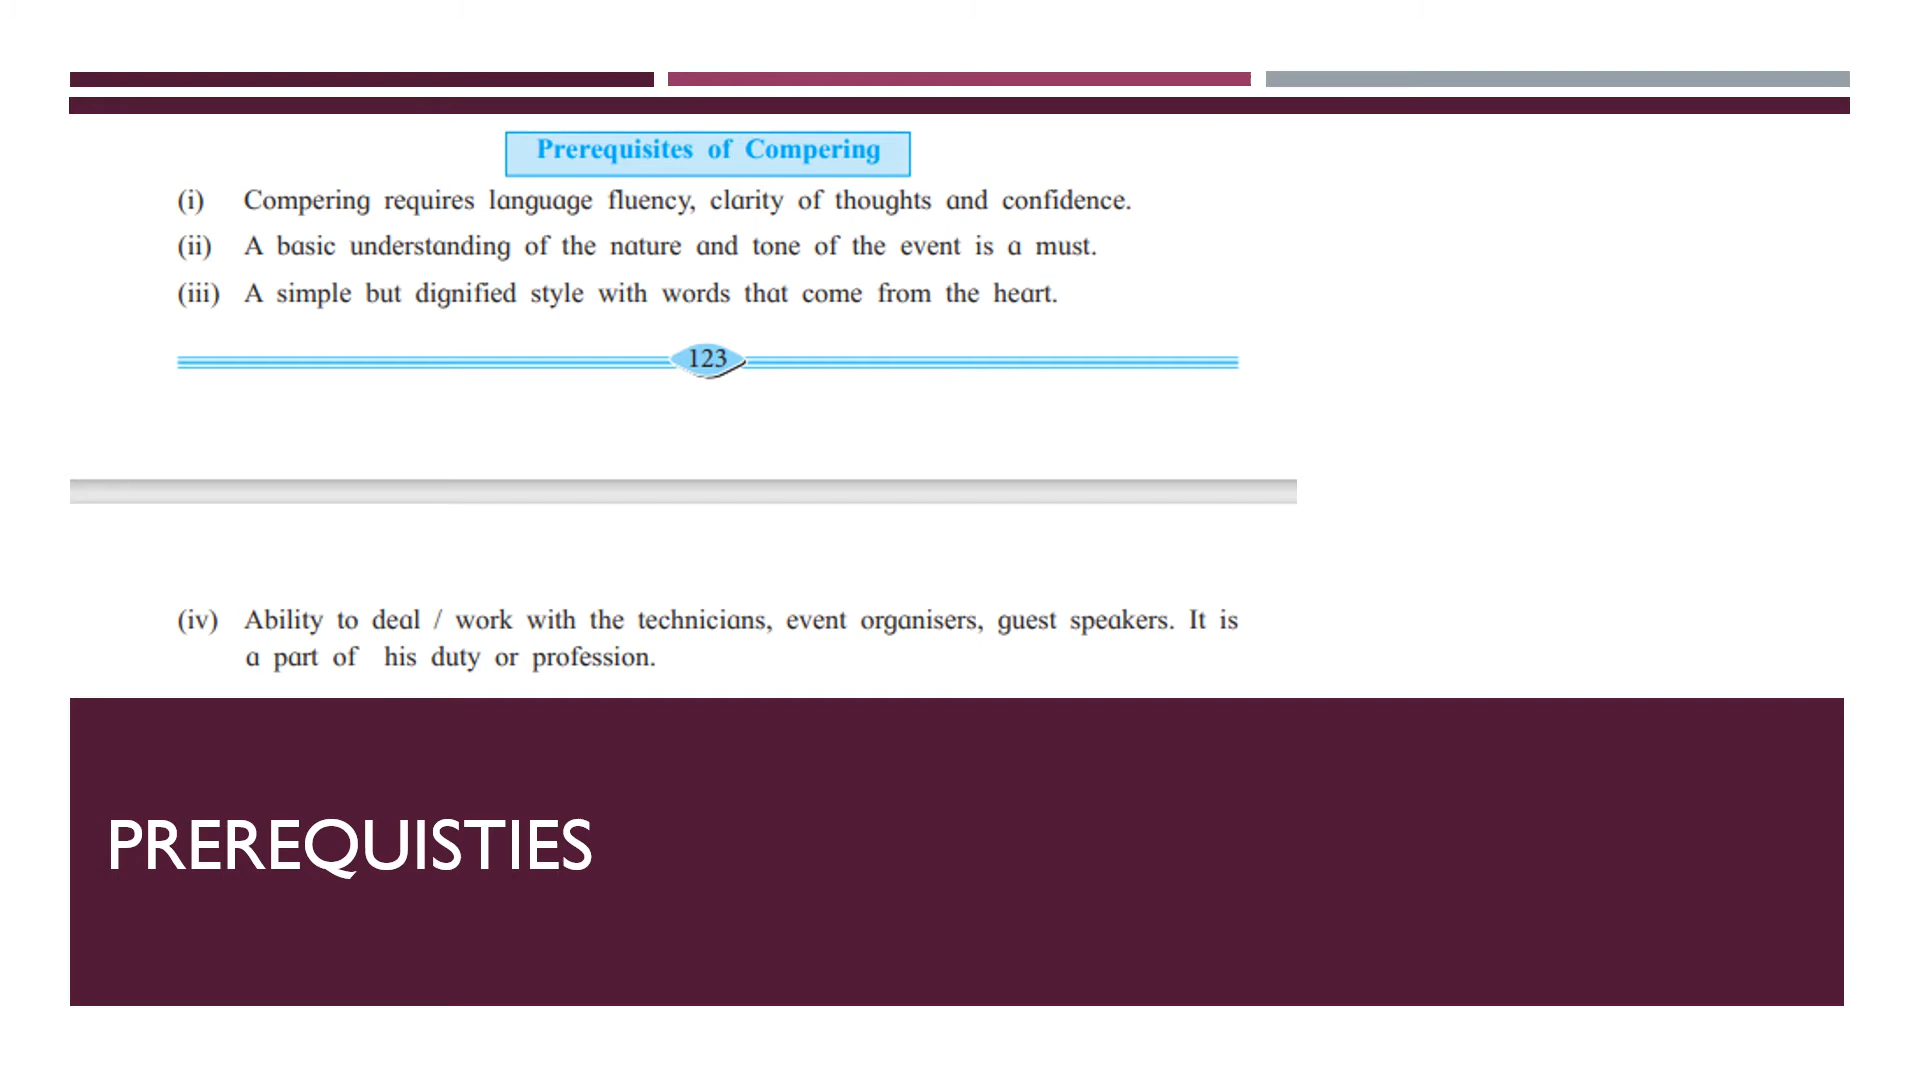 Prerequisites of Compering
(i) Compering requires language fluency, clarity of thoughts and confidence.
(ii) A basic understanding of the nature and tone of the event is a must.
(iii) A simple but dignified style with words that come from the heart.
123
(iv) Ability to deal / work with the technicians, event organisers, guest speakers. It is
a part of his duty or profession.
PREREQUISTIES